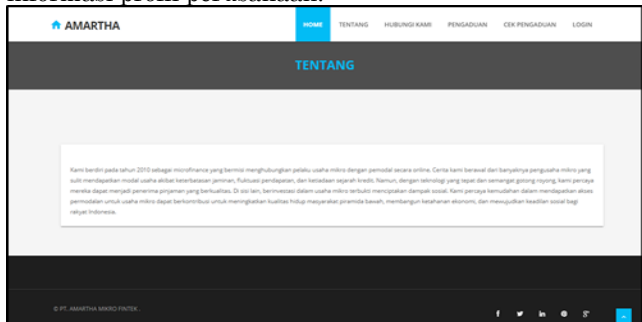 AMARTHA
HOME TENTANG HUBUNGI KAMI PENGADUAN CEK PENGADUAN LOGIN
TENTANG
Kami berdiri pada tahun 2010 sebagar microfinance yang bermisi menghubungkan pelaku usaha mikro dengan pemodal secara online. Cerita kami berawal dari banyaknya pengusaha mikro yang
sulit mendapatkan modal usaha akibat keterbatasan jaminan, fluktuasi pendapatan, dan ketiadaan sejarah kredit. Namun, dengan teknologi yang tepat dan semangat gotong royong, kami percaya
mereka dapat menjadi penerima pinjaman yang berkualitas. Di sisi lain, berinvestasi dalam usaha mikro terbukti menciptakan dampak sosial. Kami percaya kemudahan dalam mendapatkan akses
permodalan untuk usaha mikro dapat berkontribusi untuk meningkatkan kualitas hidup masyarakat piramida bawah, membangun ketahanan ekonomi, dan mewujudkan keadilan sosial bagi
rakyat Indonesia.
© PT. AMARTHA MIKRO FINTEK .